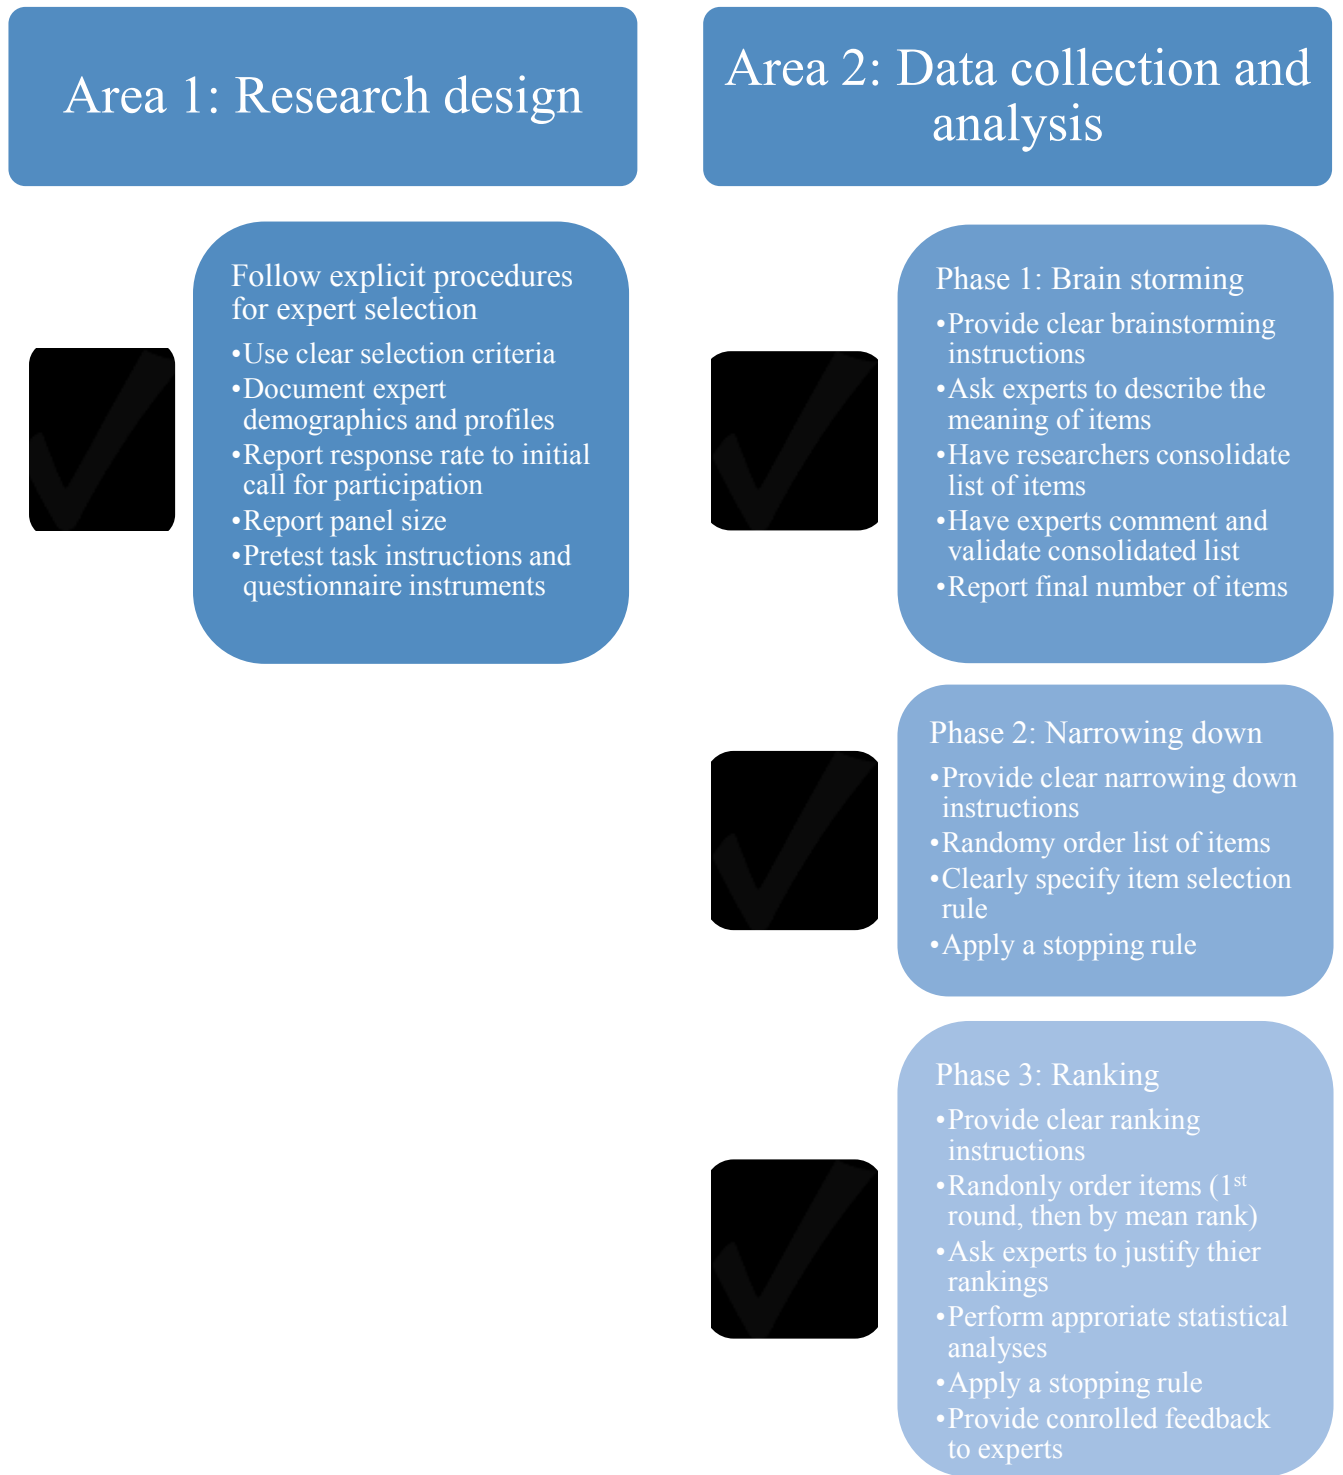 Area 1: Research design
Follow explicit procedures
for expert selection
•Use clear selection criteria
•Document expert
demographics and profiles
•Report response rate to initial
call for participation
•Report panel size
•Pretest task instructions and
questionnaire instruments
Area 2: Data collection and
analysis
Phase 1: Brain storming
•Provide clear brainstorming
instructions
•Ask experts to describe the
meaning of items
•Have researchers consolidate
list of items
•Have experts comment and
validate consolidated list
•Report final number of items
Phase 2: Narrowing down
•Provide clear narrowing down
instructions
•Randomy order list of items
•Clearly specify item selection
rule
•Apply a stopping rule
Phase 3: Ranking
•Provide clear ranking
instructions
•Randonly order items (1st
round, then by mean rank)
•Ask experts to justify thier
rankings
•Perform approriate statistical
analyses
•Apply a stopping rule
•Provide conrolled feedback
to experts